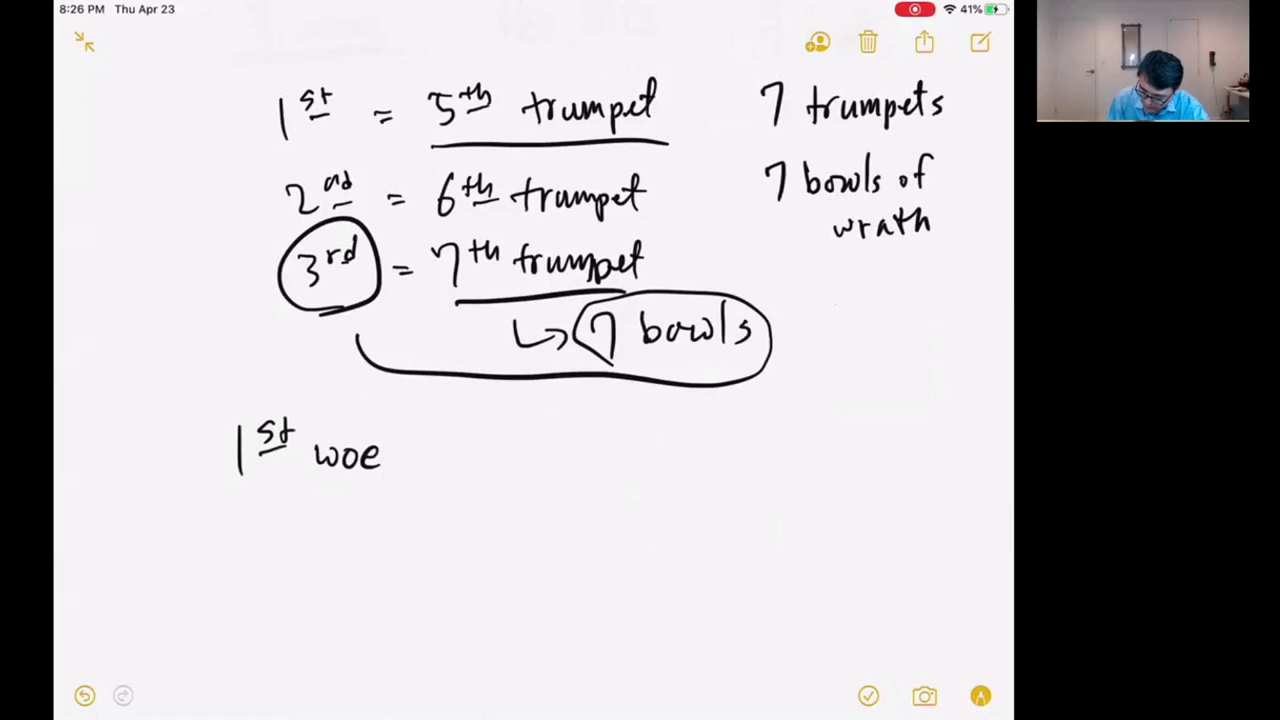 8:26 PM Thu Apr 23 41%
1st = 5th trumpet
2nd = 6th trumpet
3rd = 7th trumpet
7 bowls
7 trumpets
7 bowls of
wrath
1st woe